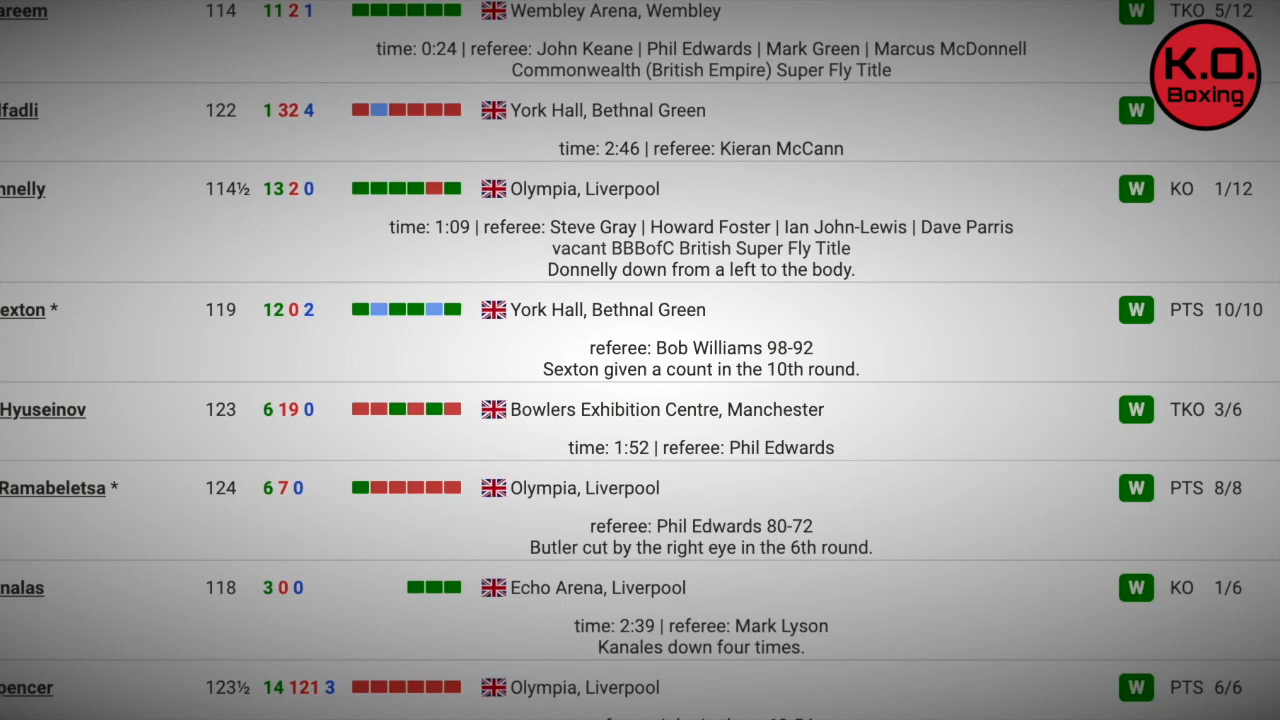 areem 114 11 2 1 Wembley Arena, Wembley W TKO 5/12
time: 0:24 | referee: John Keane | Phil Edwards | Mark Green | Marcus McDonnell
Commonwealth (British Empire) Super Fly Title
K.O.
Boxing
lfadli 122 1 32 4 York Hall, Bethnal Green W
time: 2:46 | referee: Kieran McCann
nnelly 114½ 13 2 0 Olympia, Liverpool W KO 1/12
time: 1:09 | referee: Steve Gray | Howard Foster | Ian John-Lewis | Dave Parris
vacant BBBofC British Super Fly Title
Donnelly down from a left to the body.
exton * 119 12 0 2 York Hall, Bethnal Green W PTS 10/10
referee: Bob Williams 98-92
Sexton given a count in the 10th round.
Hyuseinov 123 6 19 0 Bowlers Exhibition Centre, Manchester W TKO 3/6
time: 1:52 | referee: Phil Edwards
Ramabeletsa * 124 6 7 0 Olympia, Liverpool W PTS 8/8
referee: Phil Edwards 80-72
Butler cut by the right eye in the 6th round.
nalas 118 3 0 0 Echo Arena, Liverpool W KO 1/6
time: 2:39 | referee: Mark Lyson
Kanales down four times.
pencer 123½ 14 121 3 Olympia, Liverpool W PTS 6/6